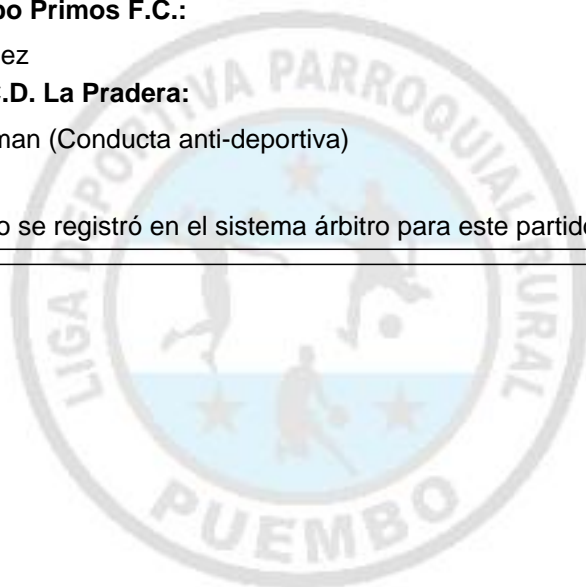 po Primos F.C.:
ez
C.D. La Pradera:
man (Conducta anti-deportiva)
o se registró en el sistema árbitro para este partido
LIGA DEPORTIVA PARROQUIAL RURAL
PUEMBO